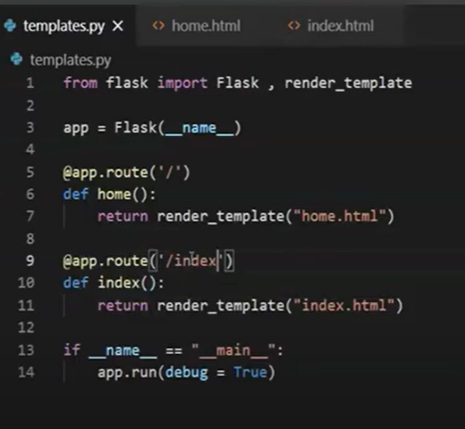 templates.py × <> home.html <> index.html
templates.py
1 from flask import Flask , render_template
2
3 app = Flask(__name__)
4
5 @app.route('/')
6 def home():
7 return render_template("home.html")
8
9 @app.route('/index')
10 def index():
11 return render_template("index.html")
12
13 if __name__ == "__main__":
14 app.run(debug = True)